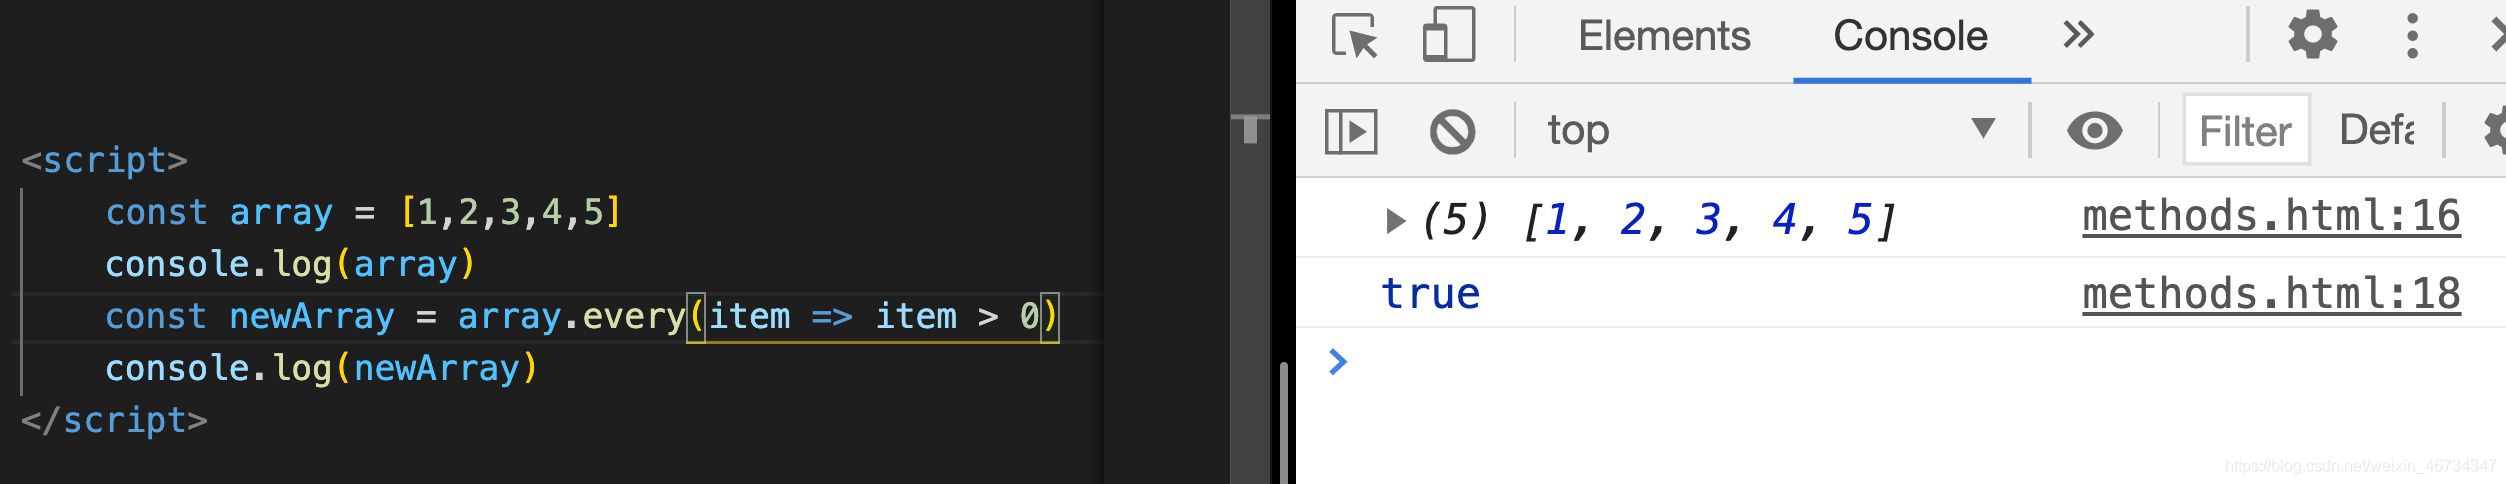 <script>
const array = [1,2,3,4,5]
console.log(array)
const newArray = array.every(item => item > 0)
console.log(newArray)
</script>
Elements Console
top Filter
(5) [1, 2, 3, 4, 5] methods.html:16
true methods.html:18
https://blog.csdn.net/weixin_46734347